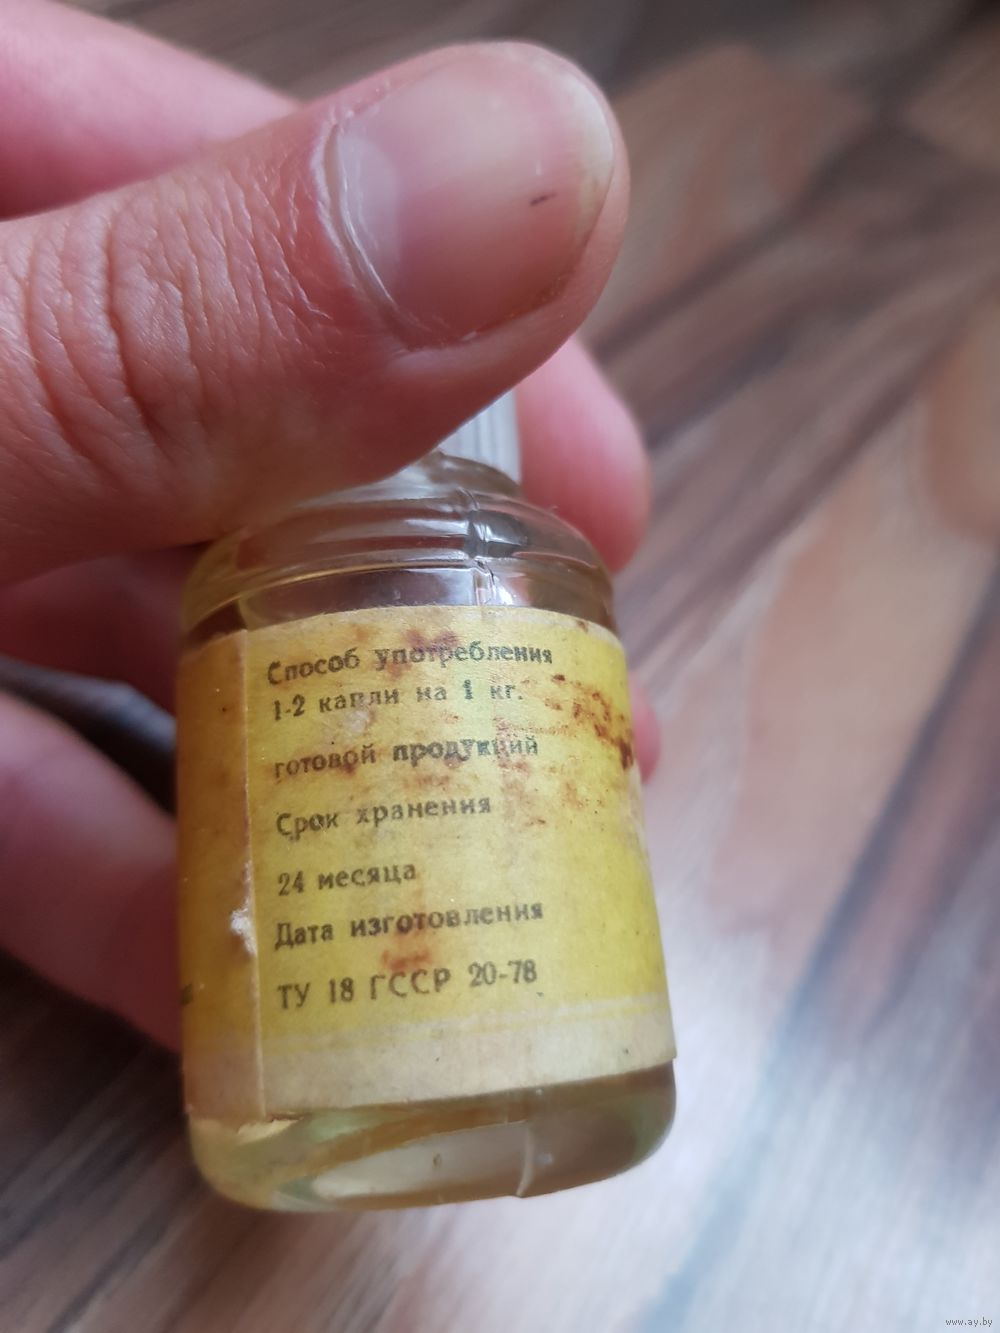 Способ употребления
1-2 капли на 1 кг.
готовой продукций
Срок хранения
24 месяца
Дата изготовления
ТУ 18 ГССР 20-78
www.ay.by